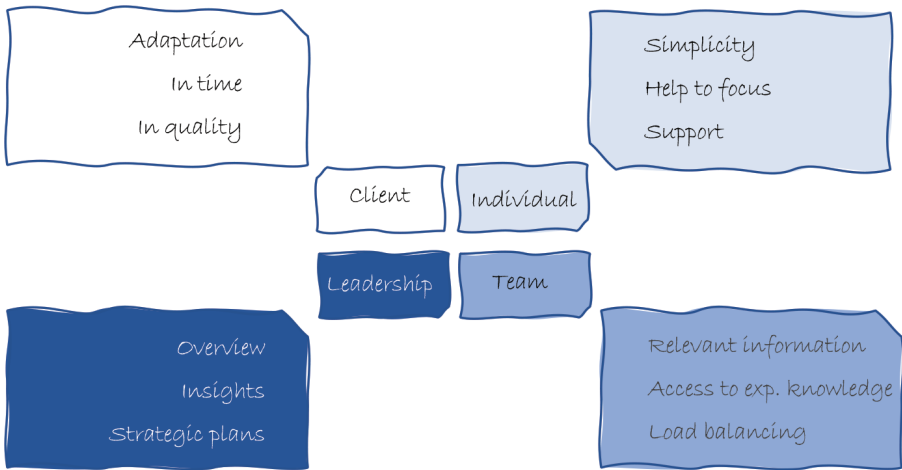 Adaptation
In time
In quality
Simplicity
Help to focus
Support
Client
Individual
Leadership
Team
Overview
Insights
Strategic plans
Relevant information
Access to exp. knowledge
Load balancing